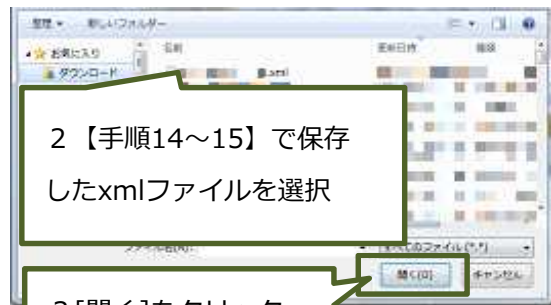 整理 新しいフォルダー
お気に入り
ダウンロード
名前 更新日時 種類
.xml
2【手順14～15】で保存
したxmlファイルを選択
ファイル名(N): すべてのファイル(*.*)
開く(O) キャンセル